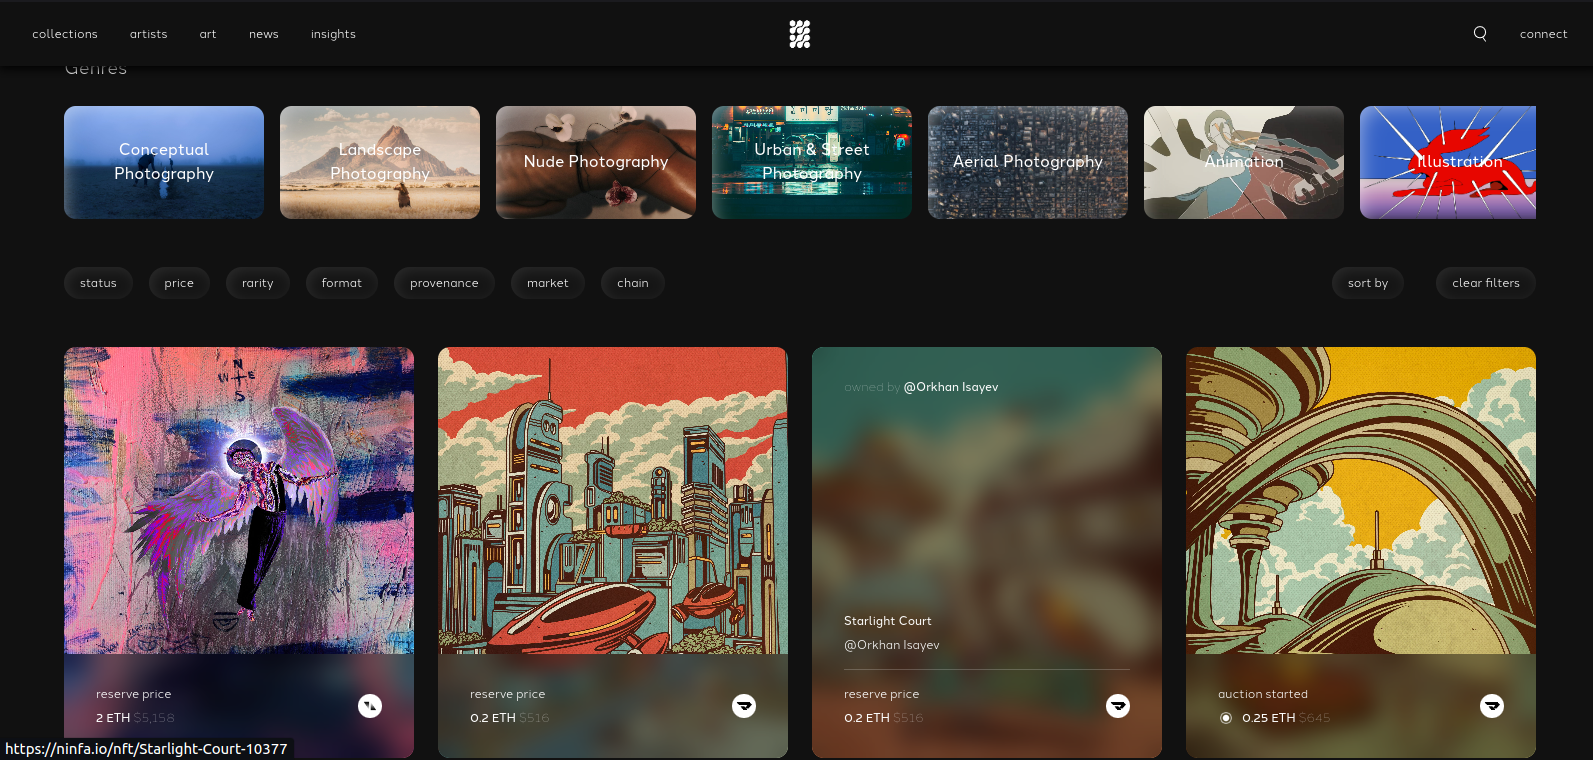 collections artists art news insights connect
Genres
Conceptual
Photography
Landscape
Photography
Nude Photography
Urban & Street
Photography
Aerial Photography
Animation
Illustration
status price rarity format provenance market chain sort by clear filters
N
W E
S
reserve price
2 ETH $5,158
reserve price
0.2 ETH $516
owned by @Orkhan Isayev
Starlight Court
@Orkhan Isayev
reserve price
0.2 ETH $516
auction started
0.25 ETH $645
https://ninfa.io/nft/Starlight-Court-10377